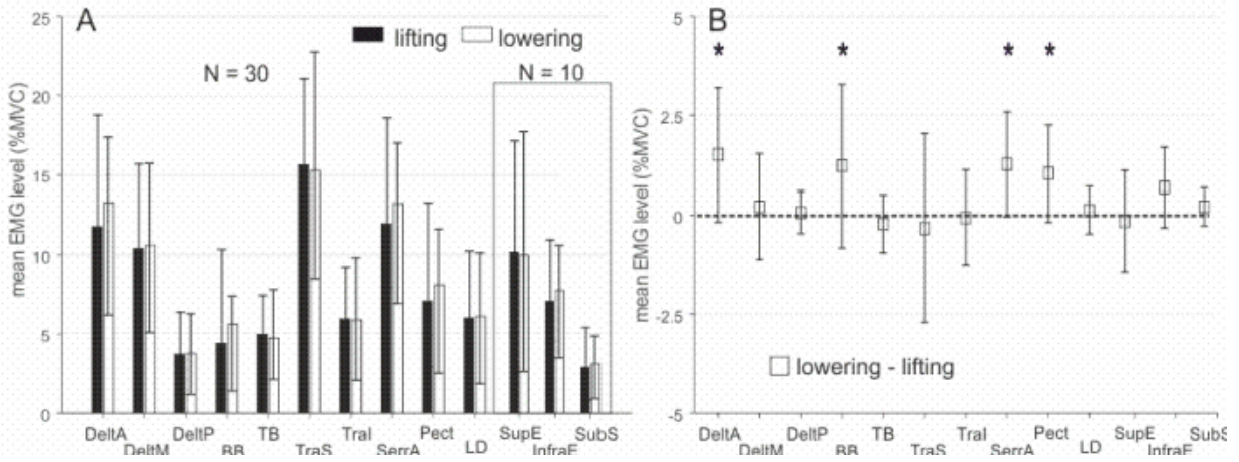 A
lifting
lowering
N = 30
N = 10
mean EMG level (%MVC)
25
20
15
10
5
0
DeltA
DeltM
DeltP
BB
TB
TraS
TraI
SerrA
Pect
LD
SupE
InfraE
SubS
B
* * * *
mean EMG level (%MVC)
5
2.5
0
-2.5
-5
lowering - lifting
DeltA
DeltM
DeltP
BB
TB
TraS
TraI
SerrA
Pect
LD
SupE
InfraE
SubS